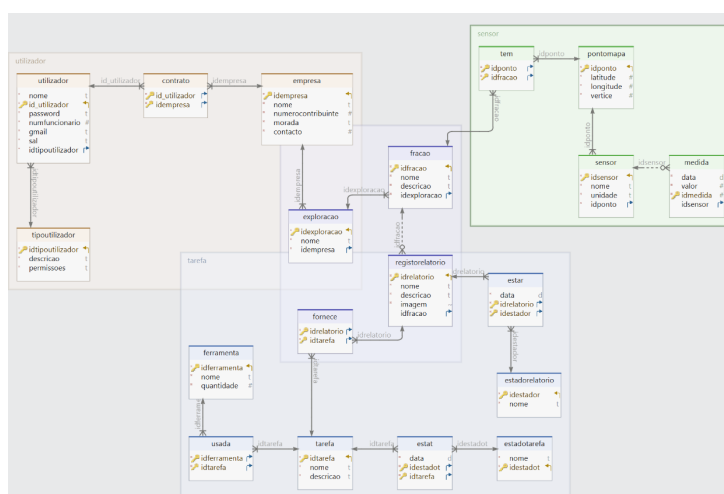 sensor
tem
idponto
idfracao
idponto
pontomapa
idponto
latitude #
longitude #
vertice #
utilizador
utilizador
nome t
id_utilizador
password t
numfuncionario #
gmail t
sal t
idtipoutilizador
id_utilizador
contrato
id_utilizador
idempresa
idempresa
empresa
idempresa
nome t
numerocontribuinte #
morada t
contacto #
idfracao
idponto
fracao
idfracao
nome t
descricao t
idexploracao
sensor
idsensor
nome t
unidade t
idponto
idsensor
medida
data d
valor #
idmedida #
idsensor
idtipoutilizador
idempresa
idexploracao
tipoutilizador
idtipoutilizador
descricao t
permissoes t
exploracao
idexploracao
nome t
idempresa
idfracao
tarefa
registorelatorio
idrelatorio
nome t
descricao t
imagem ~
idfracao
idrelatorio
estar
data d
idrelatorio
idestador
fornece
idrelatorio
idtarefa
idrelatorio
idestador
idtarefa
ferramenta
idferramenta
nome t
quantidade #
estadorelatorio
idestador
nome t
idferramenta
usada
idferramenta
idtarefa
idtarefa
tarefa
idtarefa
nome t
descricao t
idtarefa
estat
data d
idestadot
idtarefa
idestadot
estadotarefa
nome t
idestadot